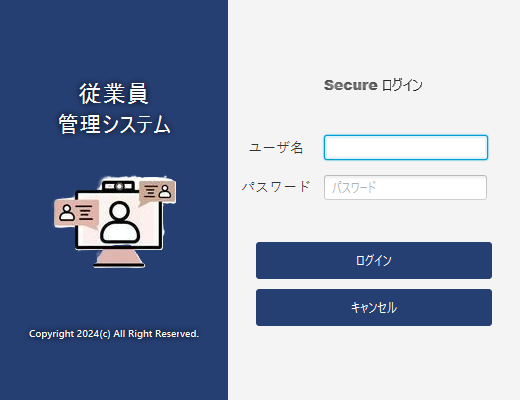 従業員
管理システム
Copyright 2024(c) All Right Reserved.
Secure ログイン
ユーザ名
パスワード
パスワード
ログイン
キャンセル